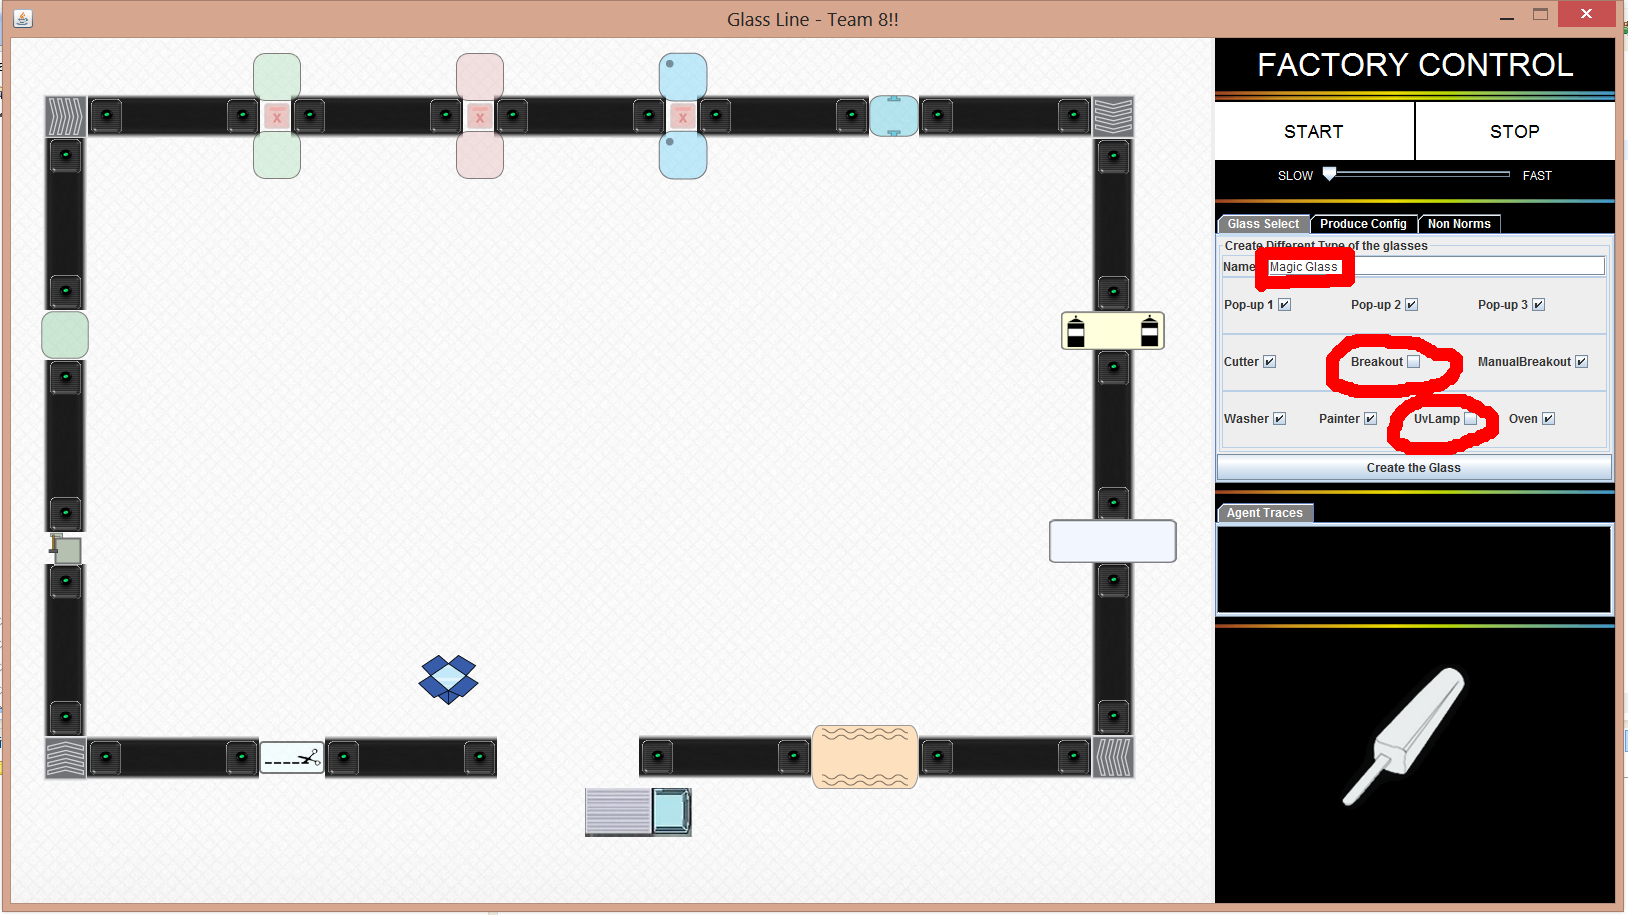 Glass Line - Team 8!!
FACTORY CONTROL
START STOP
SLOW FAST
Glass Select Produce Config Non Norms
Create Different Type of the glasses
Name Magic Glass
Pop-up 1 Pop-up 2 Pop-up 3
Cutter Breakout ManualBreakout
Washer Painter UvLamp Oven
Create the Glass
Agent Traces
x x x